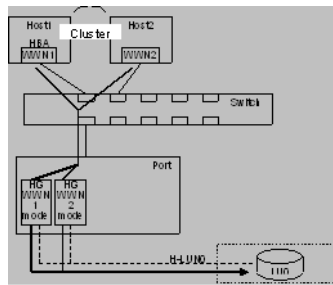 Host1
Cluster
Host2
HBA
WWN1
WWN2
Switch
Port
HG
WWN
1
mode
HG
WWN
2
mode
H-LUN0
LU0